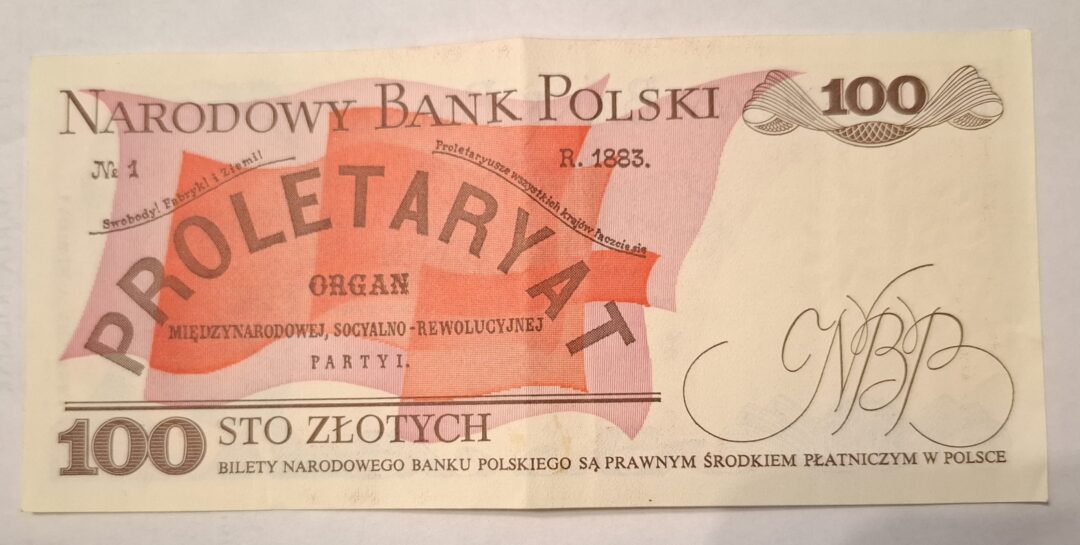 NARODOWY BANK POLSKI
100
№ 1
R. 1883.
Swobody! Fabryk! i Ziemi!
Proletaryusze wszystkich krajów łączcie się
PROLETARYAT
ORGAN
MIĘDZYNARODOWEJ, SOCYALNO-REWOLUCYJNEJ
PARTYI.
NBP
100 STO ZŁOTYCH
BILETY NARODOWEGO BANKU POLSKIEGO SĄ PRAWNYM ŚRODKIEM PŁATNICZYM W POLSCE